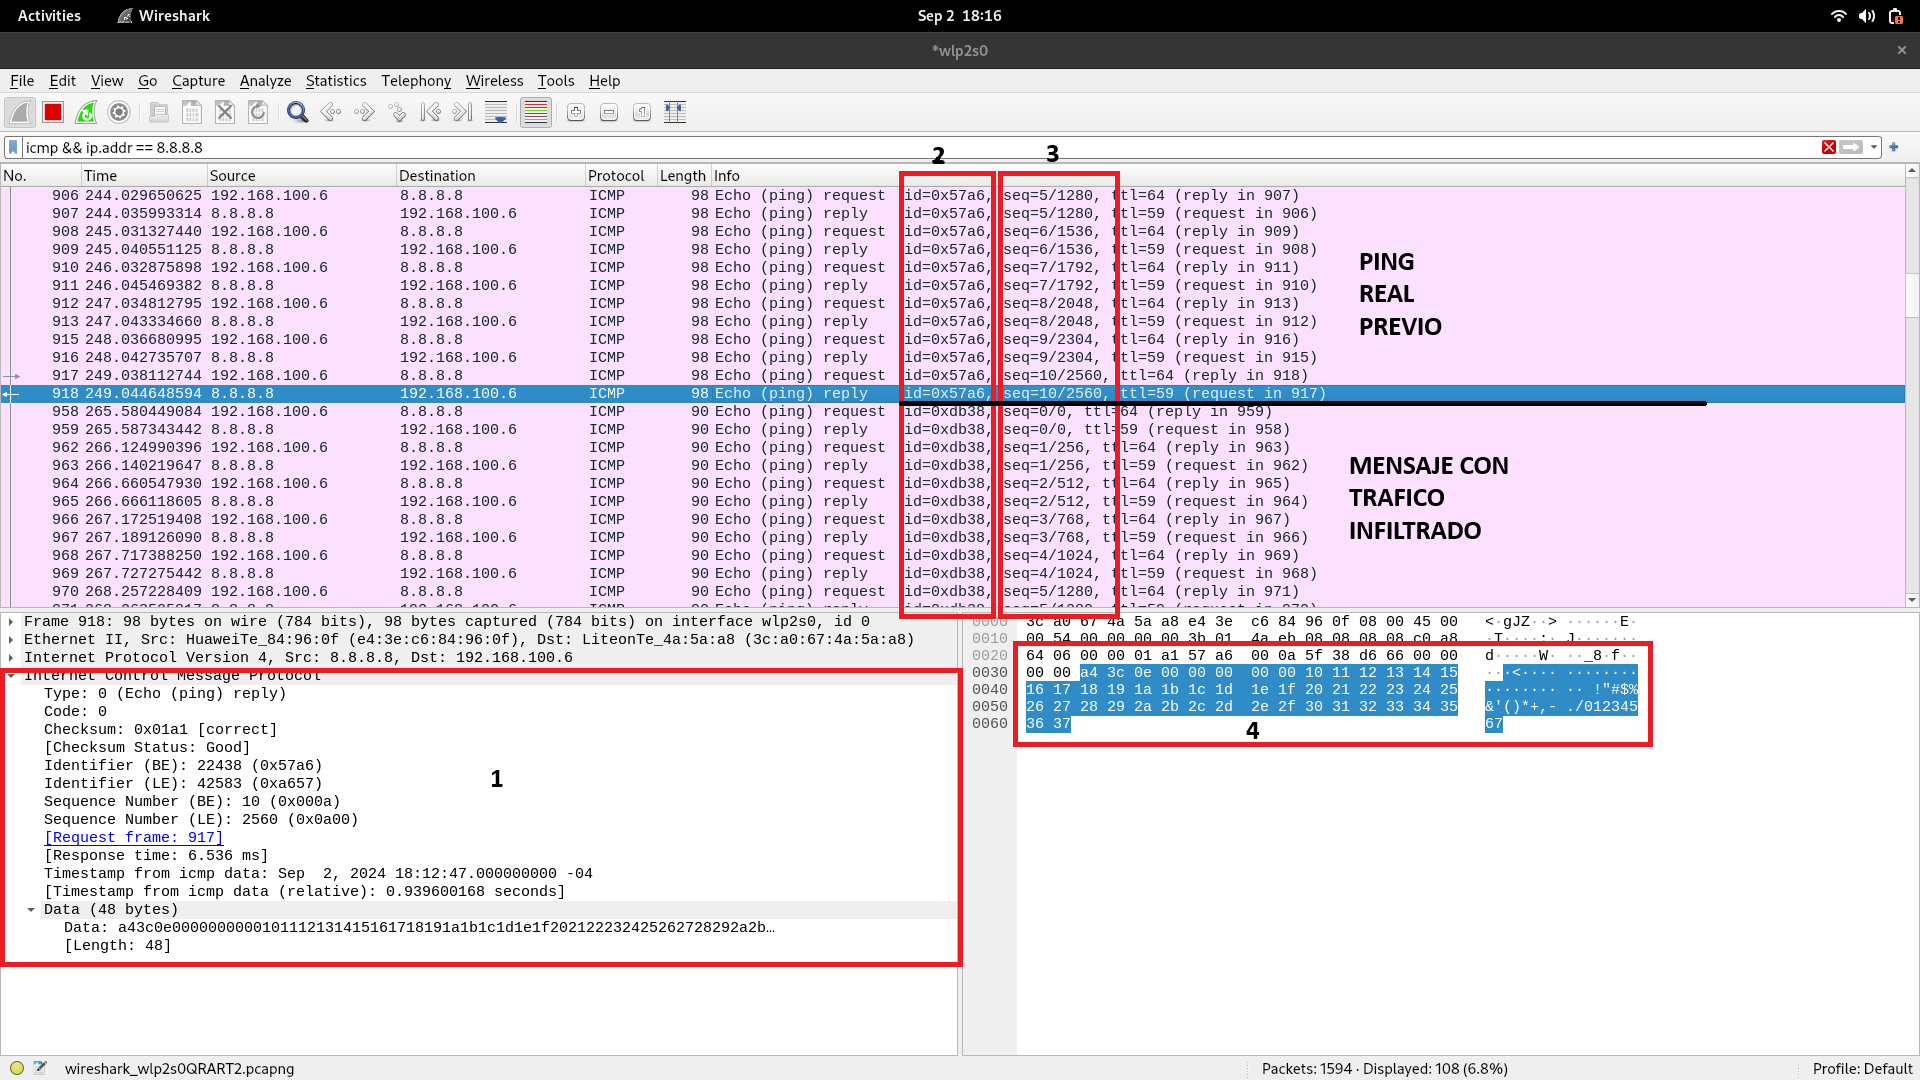 Activities Wireshark Sep 2 18:16
*wlp2s0
File Edit View Go Capture Analyze Statistics Telephony Wireless Tools Help
icmp && ip.addr == 8.8.8.8
2 3
No. Time Source Destination Protocol Length Info
906 244.029650625 192.168.100.6 8.8.8.8 ICMP 98 Echo (ping) request id=0x57a6, seq=5/1280, ttl=64 (reply in 907)
907 244.035993314 8.8.8.8 192.168.100.6 ICMP 98 Echo (ping) reply id=0x57a6, seq=5/1280, ttl=59 (request in 906)
908 245.031327440 192.168.100.6 8.8.8.8 ICMP 98 Echo (ping) request id=0x57a6, seq=6/1536, ttl=64 (reply in 909)
909 245.040551125 8.8.8.8 192.168.100.6 ICMP 98 Echo (ping) reply id=0x57a6, seq=6/1536, ttl=59 (request in 908)
910 246.032875898 192.168.100.6 8.8.8.8 ICMP 98 Echo (ping) request id=0x57a6, seq=7/1792, ttl=64 (reply in 911)
911 246.045469382 8.8.8.8 192.168.100.6 ICMP 98 Echo (ping) reply id=0x57a6, seq=7/1792, ttl=59 (request in 910)
912 247.034812795 192.168.100.6 8.8.8.8 ICMP 98 Echo (ping) request id=0x57a6, seq=8/2048, ttl=64 (reply in 913)
913 247.043334660 8.8.8.8 192.168.100.6 ICMP 98 Echo (ping) reply id=0x57a6, seq=8/2048, ttl=59 (request in 912)
915 248.036680995 192.168.100.6 8.8.8.8 ICMP 98 Echo (ping) request id=0x57a6, seq=9/2304, ttl=64 (reply in 916)
916 248.042735707 8.8.8.8 192.168.100.6 ICMP 98 Echo (ping) reply id=0x57a6, seq=9/2304, ttl=59 (request in 915)
917 249.038112744 192.168.100.6 8.8.8.8 ICMP 98 Echo (ping) request id=0x57a6, seq=10/2560, ttl=64 (reply in 918)
918 249.044648594 8.8.8.8 192.168.100.6 ICMP 98 Echo (ping) reply id=0x57a6, seq=10/2560, ttl=59 (request in 917)
958 265.580449084 192.168.100.6 8.8.8.8 ICMP 90 Echo (ping) request id=0xdb38, seq=0/0, ttl=64 (reply in 959)
959 265.587343442 8.8.8.8 192.168.100.6 ICMP 90 Echo (ping) reply id=0xdb38, seq=0/0, ttl=59 (request in 958)
962 266.124990396 192.168.100.6 8.8.8.8 ICMP 90 Echo (ping) request id=0xdb38, seq=1/256, ttl=64 (reply in 963)
963 266.140219647 8.8.8.8 192.168.100.6 ICMP 90 Echo (ping) reply id=0xdb38, seq=1/256, ttl=59 (request in 962)
964 266.660547930 192.168.100.6 8.8.8.8 ICMP 90 Echo (ping) request id=0xdb38, seq=2/512, ttl=64 (reply in 965)
965 266.666118605 8.8.8.8 192.168.100.6 ICMP 90 Echo (ping) reply id=0xdb38, seq=2/512, ttl=59 (request in 964)
966 267.172519408 192.168.100.6 8.8.8.8 ICMP 90 Echo (ping) request id=0xdb38, seq=3/768, ttl=64 (reply in 967)
967 267.189126090 8.8.8.8 192.168.100.6 ICMP 90 Echo (ping) reply id=0xdb38, seq=3/768, ttl=59 (request in 966)
968 267.717388250 192.168.100.6 8.8.8.8 ICMP 90 Echo (ping) request id=0xdb38, seq=4/1024, ttl=64 (reply in 969)
969 267.727275442 8.8.8.8 192.168.100.6 ICMP 90 Echo (ping) reply id=0xdb38, seq=4/1024, ttl=59 (request in 968)
970 268.257228409 192.168.100.6 8.8.8.8 ICMP 90 Echo (ping) request id=0xdb38, seq=5/1280, ttl=64 (reply in 971)
PING
REAL
PREVIO
MENSAJE CON
TRAFICO
INFILTRADO
Frame 918: 98 bytes on wire (784 bits), 98 bytes captured (784 bits) on interface wlp2s0, id 0
Ethernet II, Src: HuaweiTe_84:96:0f (e4:3e:c6:84:96:0f), Dst: LiteonTe_4a:5a:a8 (3c:a0:67:4a:5a:a8)
Internet Protocol Version 4, Src: 8.8.8.8, Dst: 192.168.100.6
Internet Control Message Protocol
Type: 0 (Echo (ping) reply)
Code: 0
Checksum: 0x01a1 [correct]
[Checksum Status: Good]
Identifier (BE): 22438 (0x57a6)
Identifier (LE): 42583 (0xa657)
Sequence Number (BE): 10 (0x000a)
Sequence Number (LE): 2560 (0x0a00)
[Request frame: 917]
[Response time: 6.536 ms]
Timestamp from icmp data: Sep 2, 2024 18:12:47.000000000 -04
[Timestamp from icmp data (relative): 0.939600168 seconds]
Data (48 bytes)
Data: a43c0e0000000000101112131415161718191a1b1c1d1e1f202122232425262728292a2b…
[Length: 48]
1
0000 3c a0 67 4a 5a a8 e4 3e c6 84 96 0f 08 00 45 00 <·gJZ··> ······E·
0010 00 54 00 00 00 00 3b 01 4a eb 08 08 08 08 c0 a8 ·T····;· J·······
0020 64 06 00 00 01 a1 57 a6 00 0a 5f 38 d6 66 00 00 d·····W· ··_8·f··
0030 00 00 a4 3c 0e 00 00 00 00 00 10 11 12 13 14 15 ···<···· ········
0040 16 17 18 19 1a 1b 1c 1d 1e 1f 20 21 22 23 24 25 ········ ·· !"#$%
0050 26 27 28 29 2a 2b 2c 2d 2e 2f 30 31 32 33 34 35 &'()*+,- ./012345
0060 36 37 67
4
wireshark_wlp2s0QRART2.pcapng Packets: 1594 · Displayed: 108 (6.8%) Profile: Default